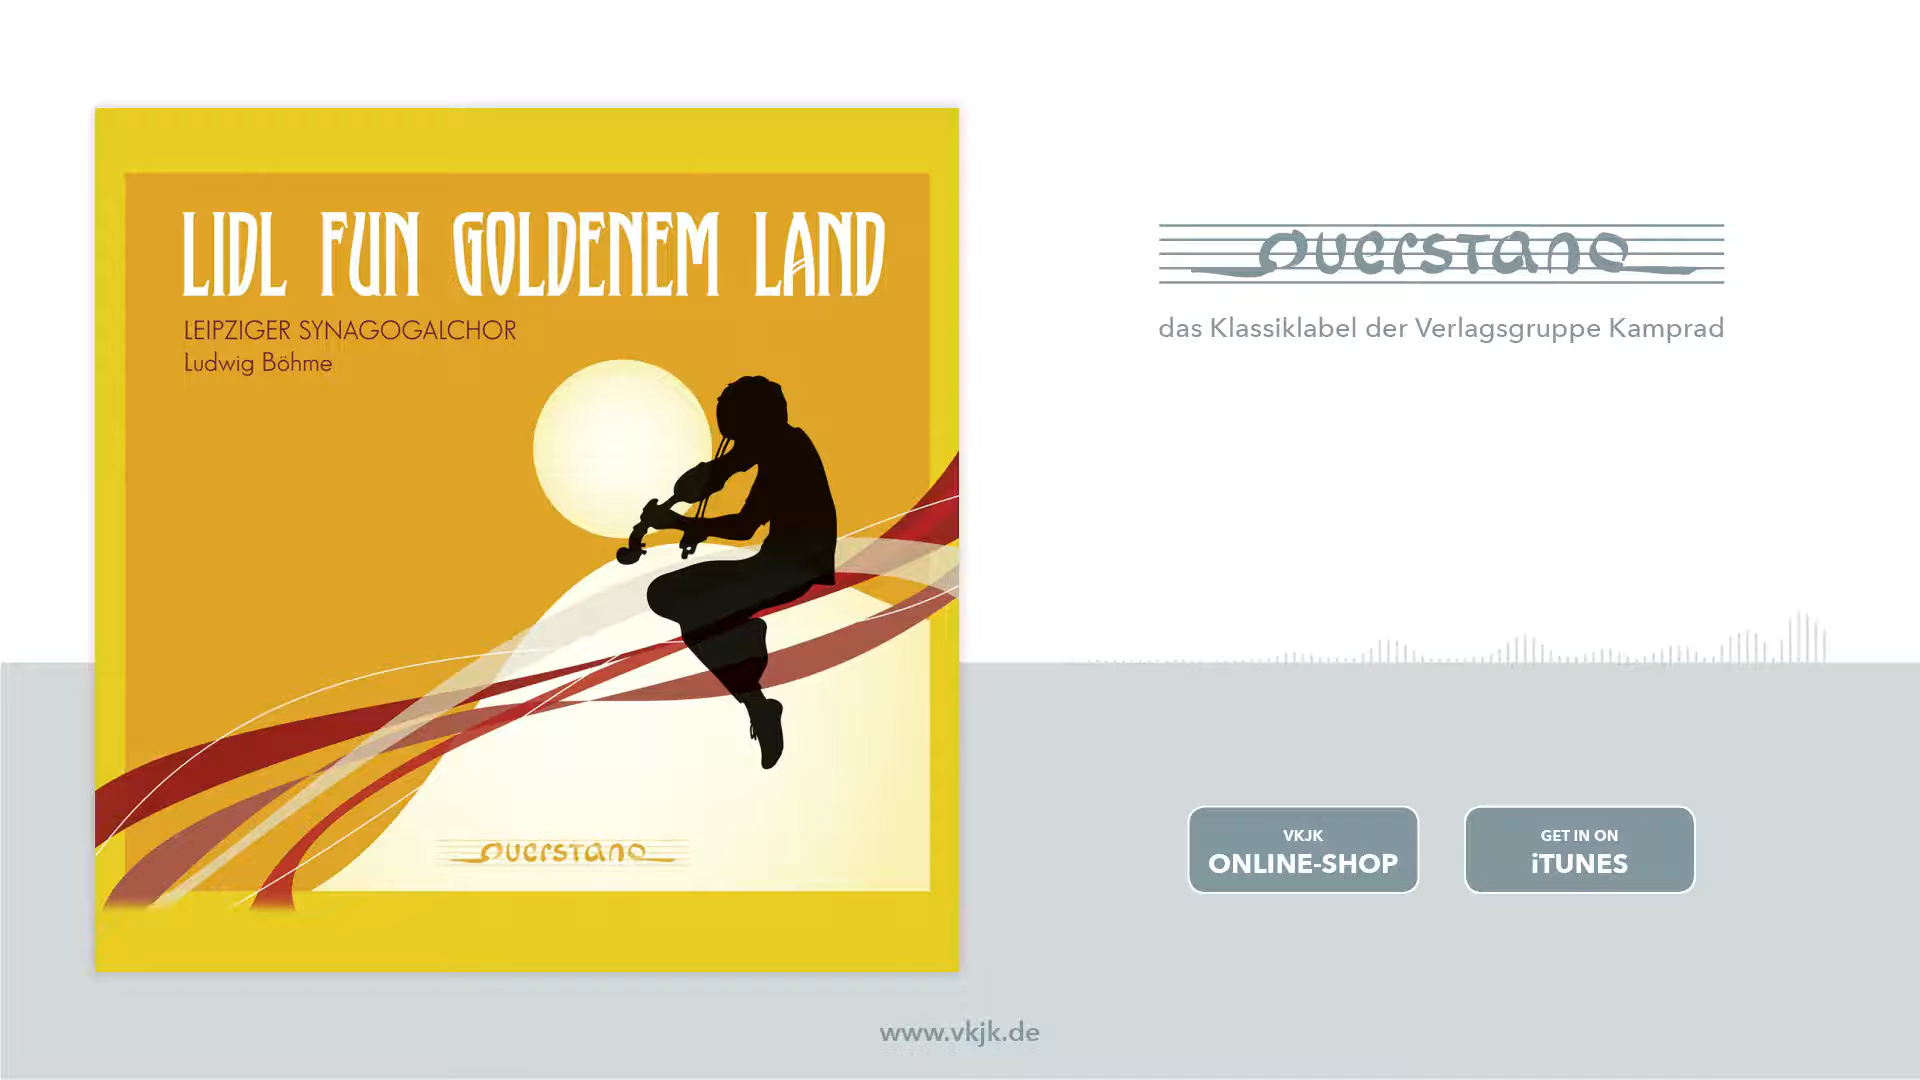 LIDL FUN GOLDENEM LAND
LEIPZIGER SYNAGOGALCHOR
Ludwig Böhme
querstand
querstand
das Klassiklabel der Verlagsgruppe Kamprad
VKJK
ONLINE-SHOP
GET IN ON
iTUNES
www.vkjk.de